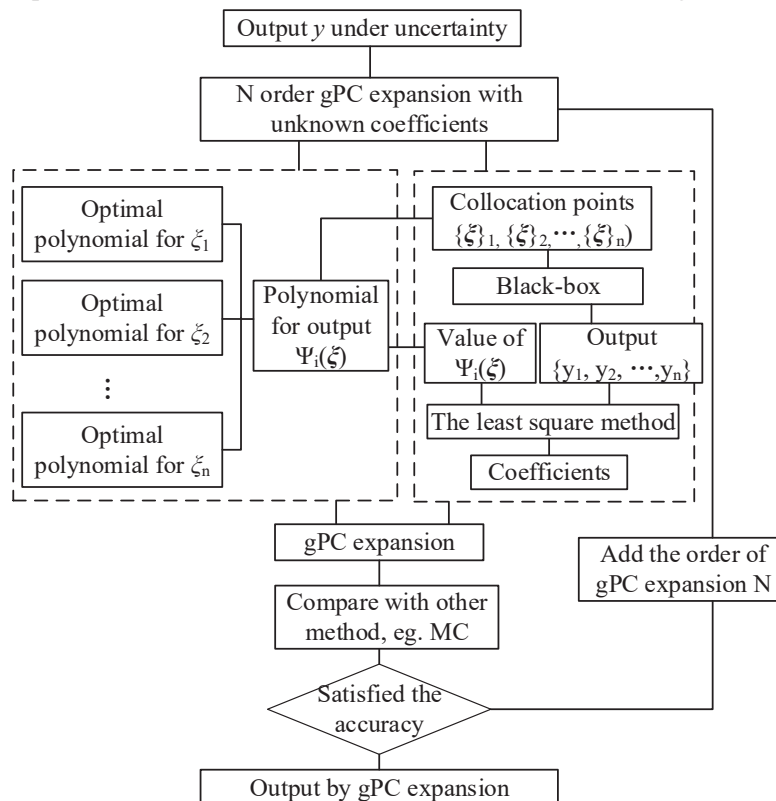 Output y under uncertainty
N order gPC expansion with
unknown coefficients
Optimal
polynomial for ξ₁
Optimal
polynomial for ξ₂
⋮
Optimal
polynomial for ξₙ
Polynomial
for output
Ψᵢ(ξ)
Collocation points
{ξ}₁, {ξ}₂,⋯,{ξ}ₙ)
Black-box
Value of
Ψᵢ(ξ)
Output
{y₁, y₂, ⋯,yₙ}
The least square method
Coefficients
gPC expansion
Compare with other
method, eg. MC
Satisfied the
accuracy
Add the order of
gPC expansion N
Output by gPC expansion